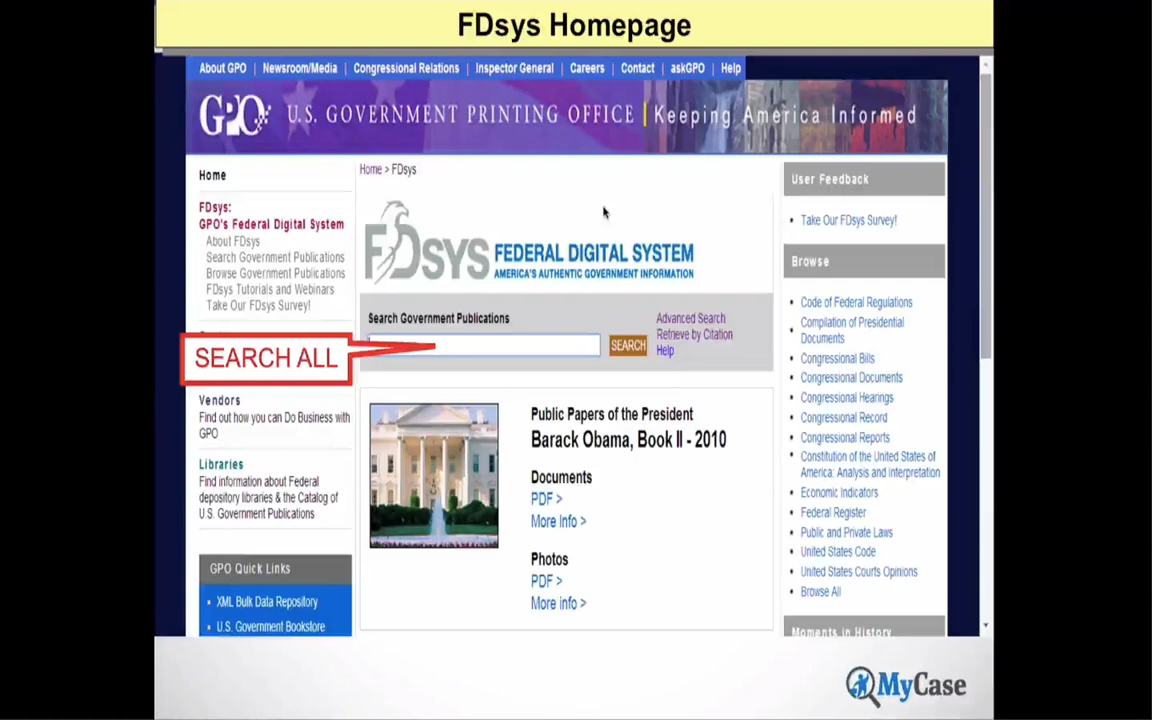 FDsys Homepage
About GPO | Newsroom/Media | Congressional Relations | Inspector General | Careers | Contact | askGPO | Help
GPO U.S. GOVERNMENT PRINTING OFFICE | Keeping America Informed
Home
FDsys:
GPO's Federal Digital System
About FDsys
Search Government Publications
Browse Government Publications
FDsys Tutorials and Webinars
Take Our FDsys Survey!
SEARCH ALL
Vendors
Find out how you can Do Business with
GPO
Libraries
Find information about Federal
depository libraries & the Catalog of
U.S. Government Publications
GPO Quick Links
XML Bulk Data Repository
U.S. Government Bookstore
Home > FDsys
FDsys FEDERAL DIGITAL SYSTEM
AMERICA'S AUTHENTIC GOVERNMENT INFORMATION
Search Government Publications
SEARCH
Advanced Search
Retrieve by Citation
Help
Public Papers of the President
Barack Obama, Book II - 2010
Documents
PDF >
More Info >
Photos
PDF >
More info >
User Feedback
Take Our FDsys Survey!
Browse
Code of Federal Regulations
Compilation of Presidential
Documents
Congressional Bills
Congressional Documents
Congressional Hearings
Congressional Record
Congressional Reports
Constitution of the United States of
America: Analysis and Interpretation
Economic Indicators
Federal Register
Public and Private Laws
United States Code
United States Courts Opinions
Browse All
Moments in History
MyCase